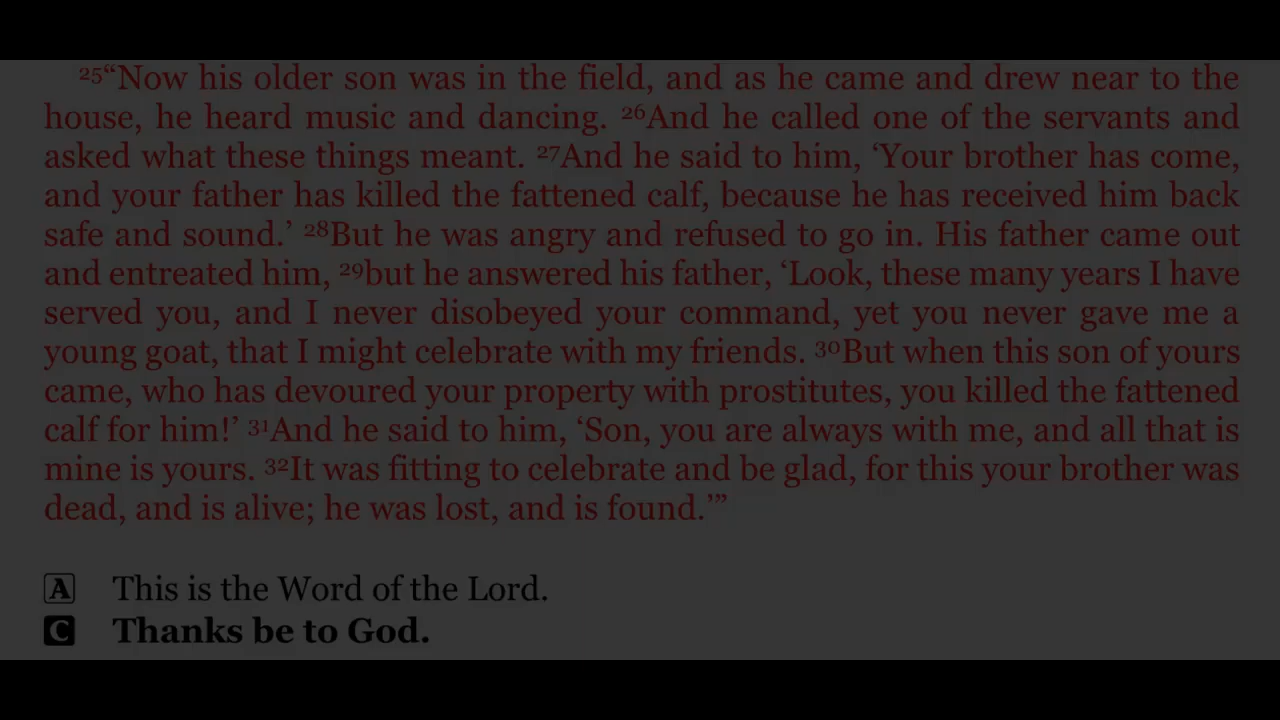 ²⁵“Now his older son was in the field, and as he came and drew near to the
house, he heard music and dancing. ²⁶And he called one of the servants and
asked what these things meant. ²⁷And he said to him, ‘Your brother has come,
and your father has killed the fattened calf, because he has received him back
safe and sound.’ ²⁸But he was angry and refused to go in. His father came out
and entreated him, ²⁹but he answered his father, ‘Look, these many years I have
served you, and I never disobeyed your command, yet you never gave me a
young goat, that I might celebrate with my friends. ³⁰But when this son of yours
came, who has devoured your property with prostitutes, you killed the fattened
calf for him!’ ³¹And he said to him, ‘Son, you are always with me, and all that is
mine is yours. ³²It was fitting to celebrate and be glad, for this your brother was
dead, and is alive; he was lost, and is found.’”
A This is the Word of the Lord.
C Thanks be to God.